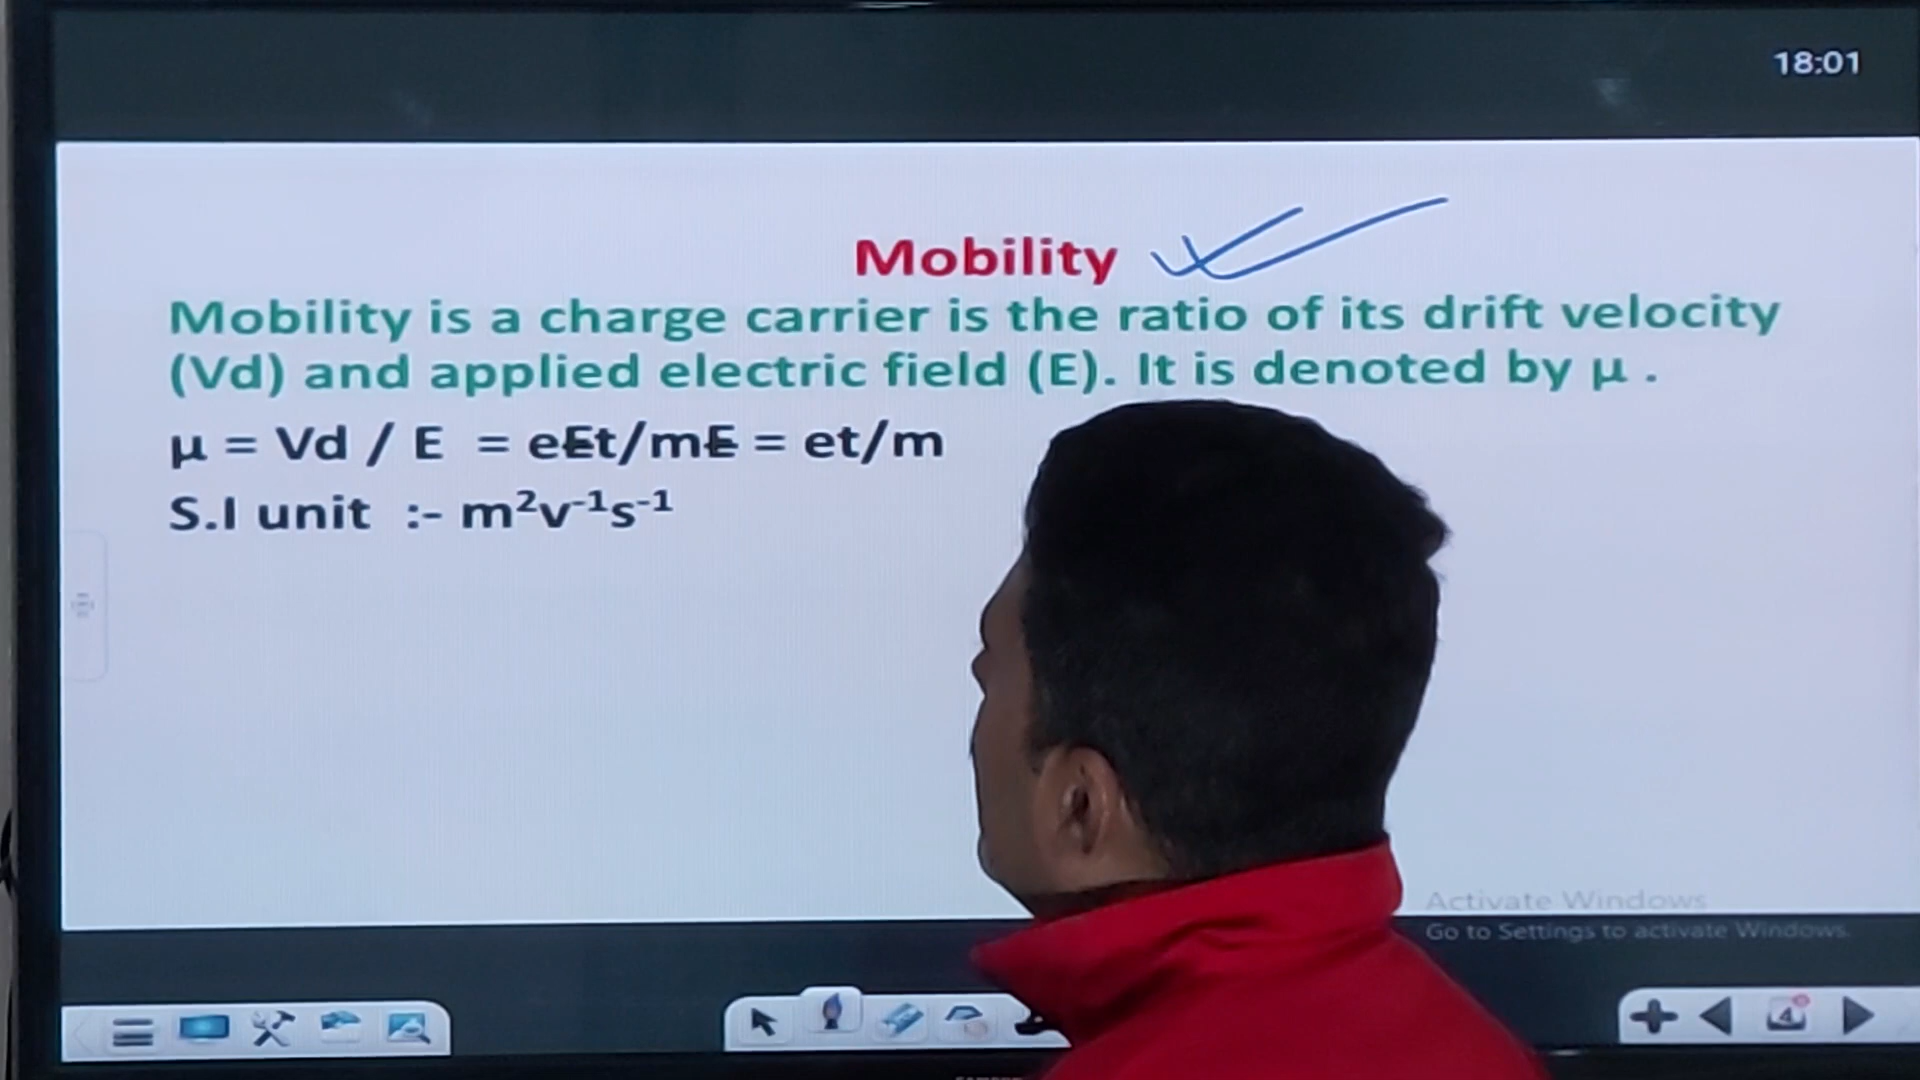 18:01
Mobility
Mobility is a charge carrier is the ratio of its drift velocity
(Vd) and applied electric field (E). It is denoted by μ .
μ = Vd / E = eEt/mE = et/m
S.I unit :- m²v⁻¹s⁻¹
Activate Windows
Go to Settings to activate Windows.
4